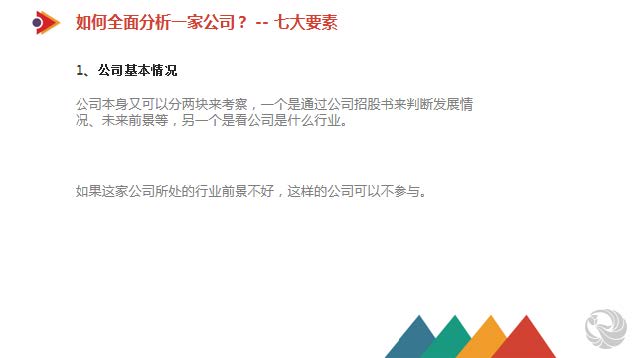 如何全面分析一家公司？ -- 七大要素
1、公司基本情况
公司本身又可以分两块来考察，一个是通过公司招股书来判断发展情
况、未来前景等，另一个是看公司是什么行业。
如果这家公司所处的行业前景不好，这样的公司可以不参与。